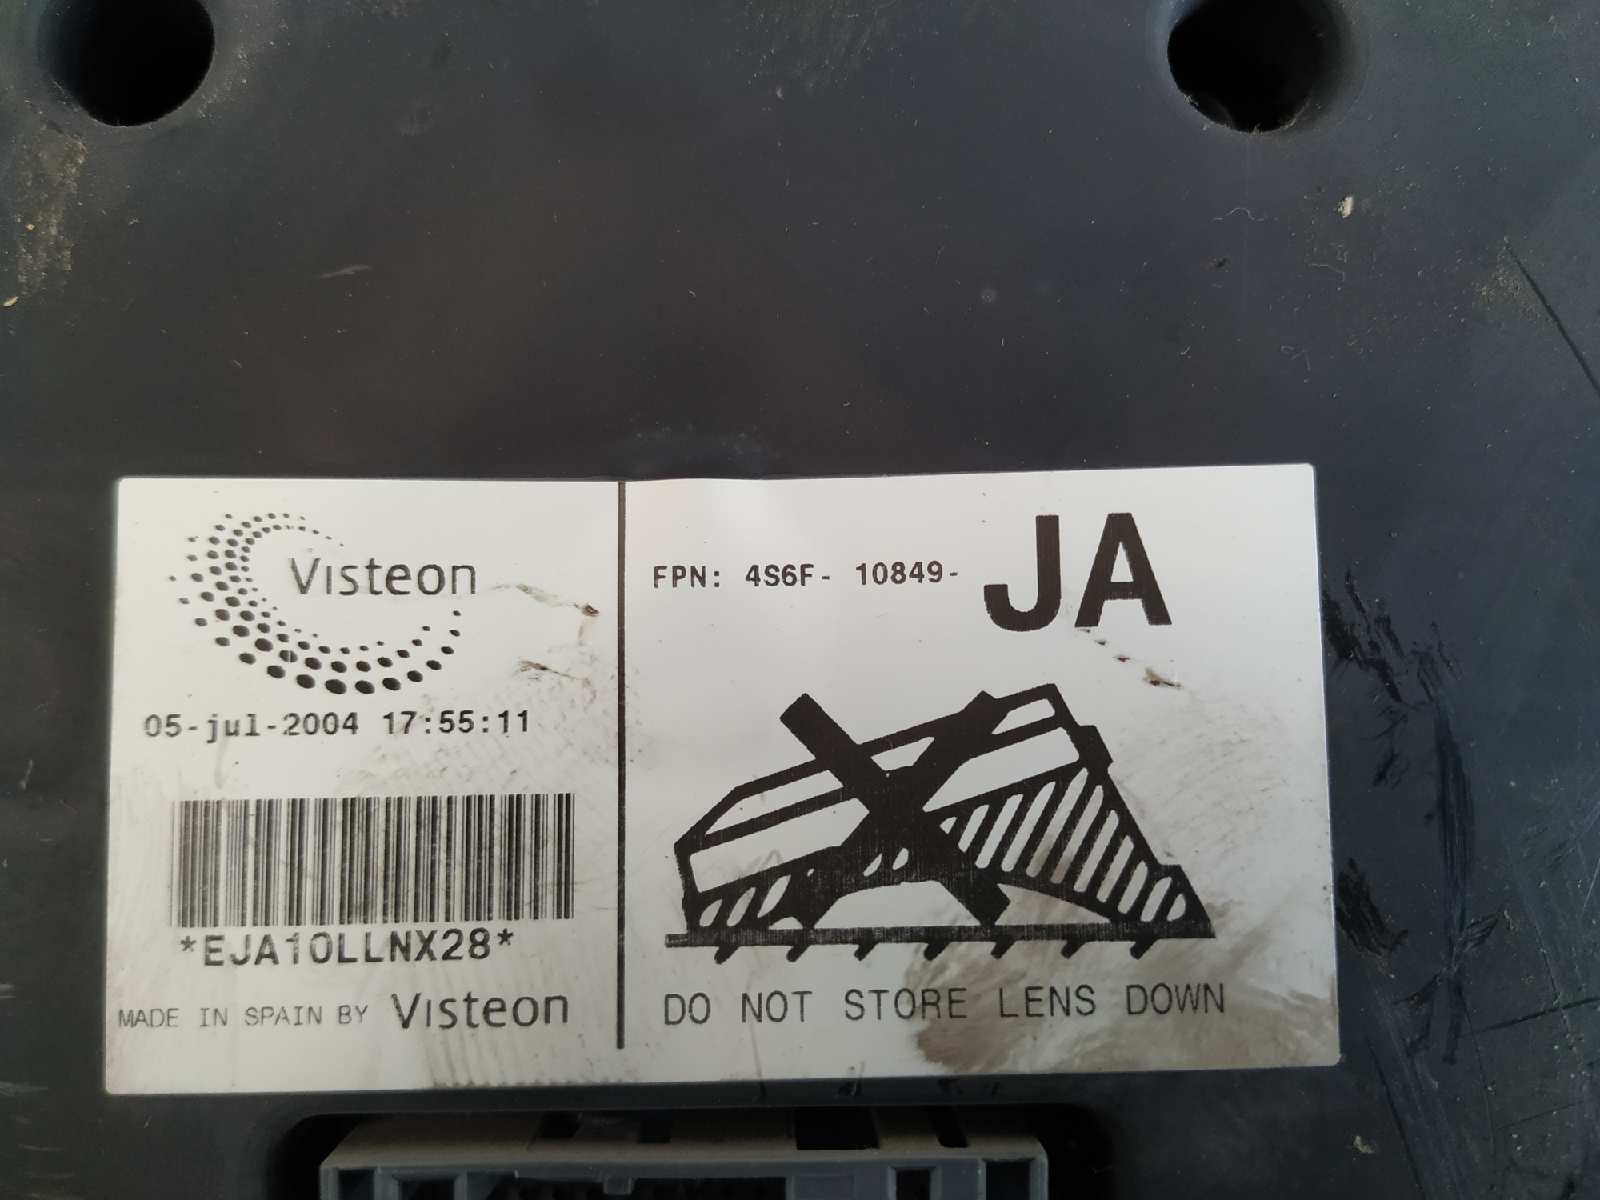 Visteon
05-jul-2004 17:55:11
*EJA10LLNX28*
MADE IN SPAIN BY Visteon
FPN: 4S6F- 10849- JA
DO NOT STORE LENS DOWN